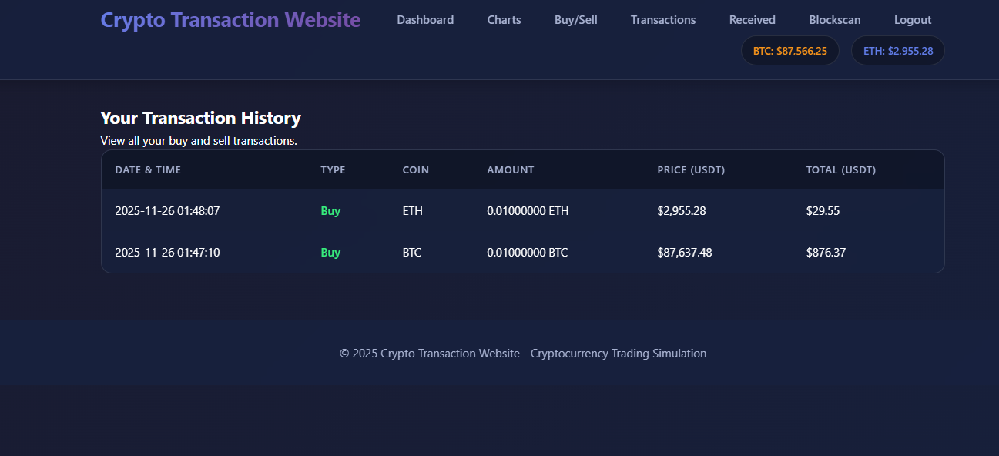 Crypto Transaction Website Dashboard Charts Buy/Sell Transactions Received Blockscan Logout
BTC: $87,566.25 ETH: $2,955.28
Your Transaction History
View all your buy and sell transactions.
DATE & TIME TYPE COIN AMOUNT PRICE (USDT) TOTAL (USDT)
2025-11-26 01:48:07 Buy ETH 0.01000000 ETH $2,955.28 $29.55
2025-11-26 01:47:10 Buy BTC 0.01000000 BTC $87,637.48 $876.37
© 2025 Crypto Transaction Website - Cryptocurrency Trading Simulation